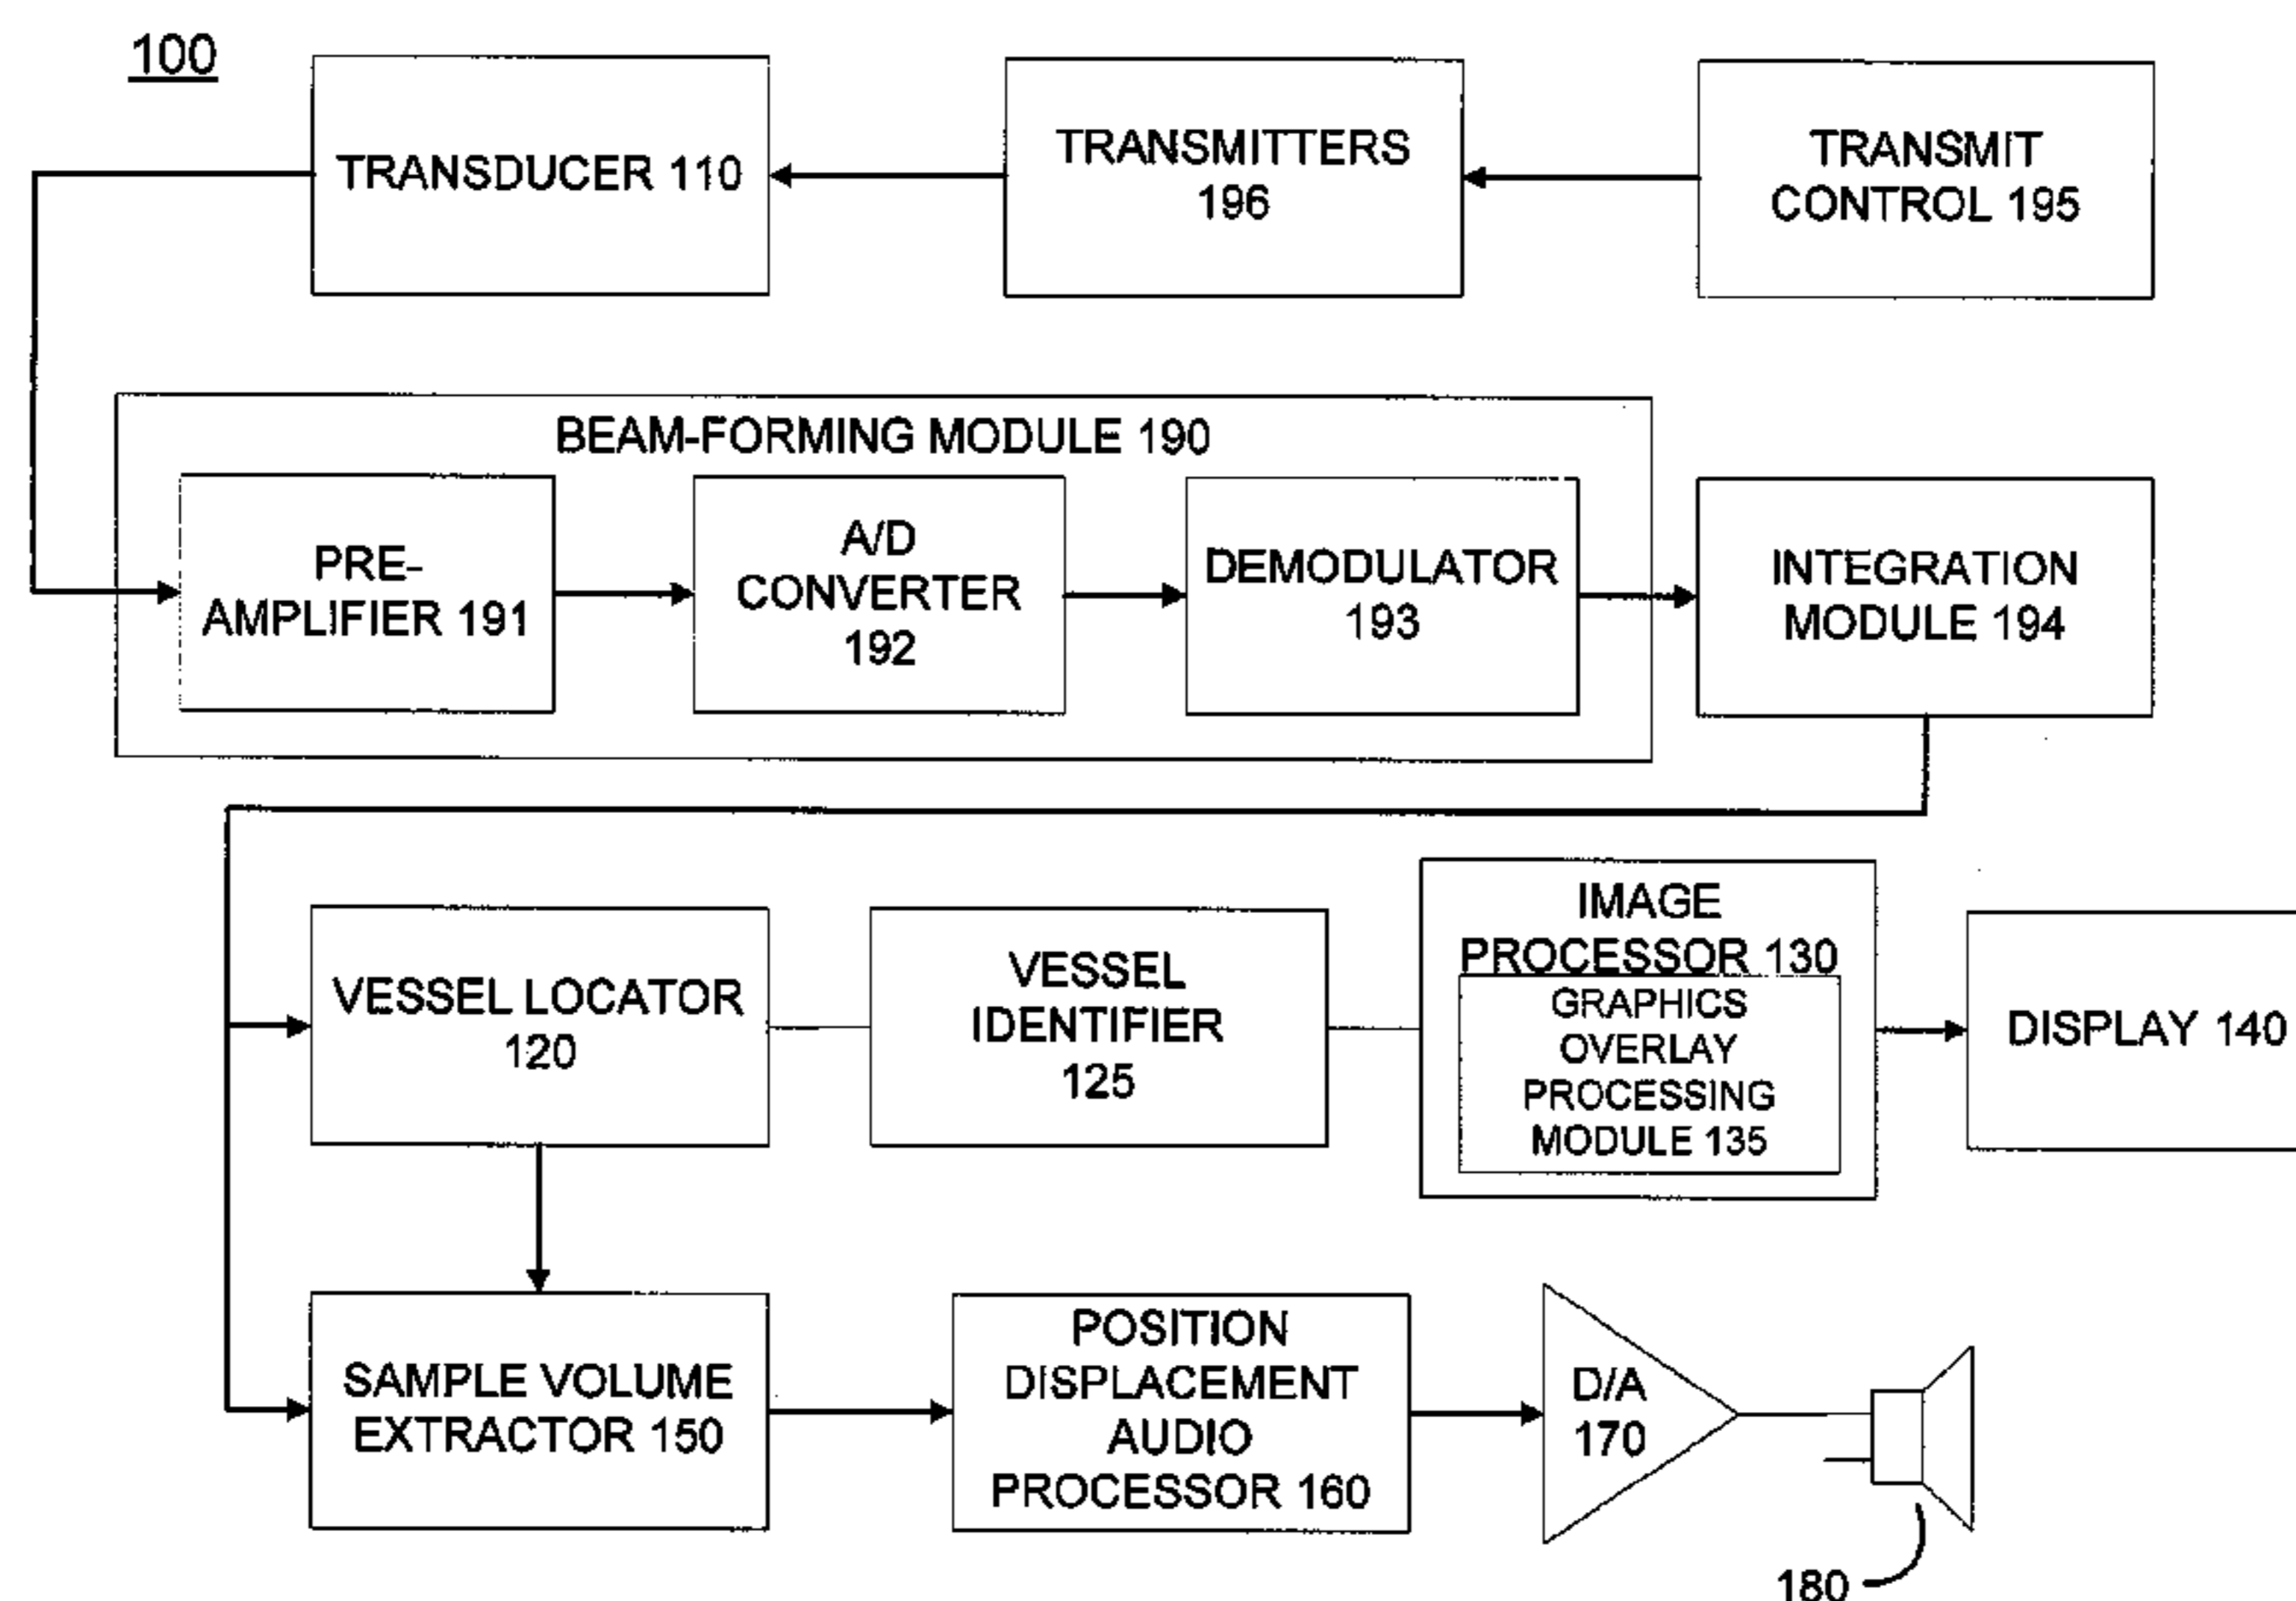 100
TRANSDUCER 110
TRANSMITTERS
196
TRANSMIT
CONTROL 195
BEAM-FORMING MODULE 190
PRE-
AMPLIFIER 191
A/D
CONVERTER
192
DEMODULATOR
193
INTEGRATION
MODULE 194
VESSEL LOCATOR
120
VESSEL
IDENTIFIER
125
IMAGE
PROCESSOR 130
GRAPHICS
OVERLAY
PROCESSING
MODULE 135
DISPLAY 140
SAMPLE VOLUME
EXTRACTOR 150
POSITION
DISPLACEMENT
AUDIO
PROCESSOR 160
D/A
170
180